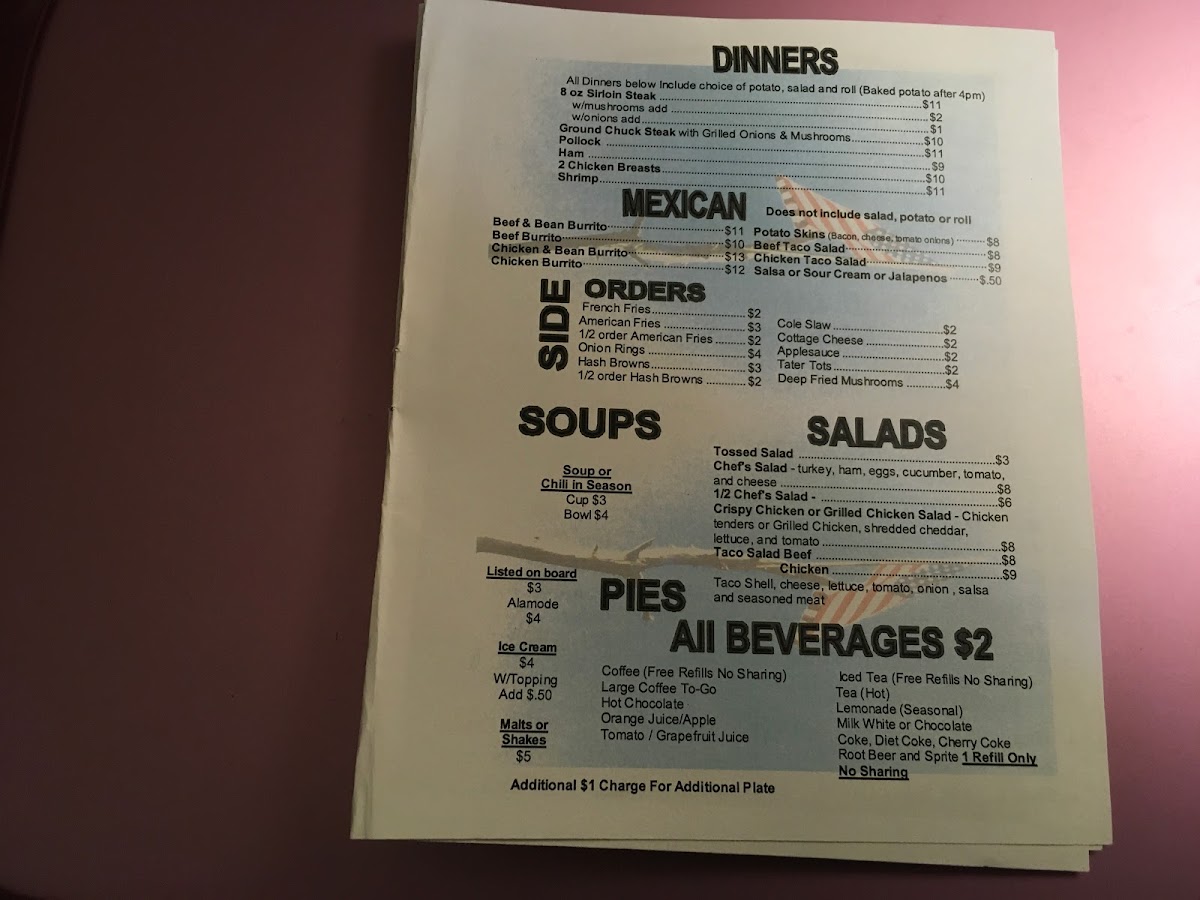 DINNERS
All Dinners below Include choice of potato, salad and roll (Baked potato after 4pm)
8 oz Sirloin Steak ........ $11
w/mushrooms add ........ $2
w/onions add ........ $1
Ground Chuck Steak with Grilled Onions & Mushrooms ........ $10
Pollock ........ $11
Ham ........ $9
2 Chicken Breasts ........ $10
Shrimp ........ $11
MEXICAN
Does not include salad, potato or roll
Beef & Bean Burrito ........ $11
Beef Burrito ........ $10
Chicken & Bean Burrito ........ $13
Chicken Burrito ........ $12
Potato Skins (Bacon, cheese, tomato onions) ........ $8
Beef Taco Salad ........ $8
Chicken Taco Salad ........ $9
Salsa or Sour Cream or Jalapenos ........ $.50
SIDE ORDERS
French Fries ........ $2
American Fries ........ $3
1/2 order American Fries ........ $2
Onion Rings ........ $4
Hash Browns ........ $3
1/2 order Hash Browns ........ $2
Cole Slaw ........ $2
Cottage Cheese ........ $2
Applesauce ........ $2
Tater Tots ........ $2
Deep Fried Mushrooms ........ $4
SOUPS
Soup or
Chili in Season
Cup $3
Bowl $4
SALADS
Tossed Salad ........ $3
Chef's Salad - turkey, ham, eggs, cucumber, tomato,
and cheese ........ $8
1/2 Chef's Salad - ........ $6
Crispy Chicken or Grilled Chicken Salad - Chicken
tenders or Grilled Chicken, shredded cheddar,
lettuce, and tomato ........ $8
Taco Salad Beef ........ $8
Chicken ........ $9
Taco Shell, cheese, lettuce, tomato, onion , salsa
and seasoned meat
PIES
Listed on board
$3
Alamode
$4
Ice Cream
$4
W/Topping
Add $.50
Malts or
Shakes
$5
All BEVERAGES $2
Coffee (Free Refills No Sharing)
Large Coffee To-Go
Hot Chocolate
Orange Juice/Apple
Tomato / Grapefruit Juice
Iced Tea (Free Refills No Sharing)
Tea (Hot)
Lemonade (Seasonal)
Milk White or Chocolate
Coke, Diet Coke, Cherry Coke
Root Beer and Sprite 1 Refill Only
No Sharing
Additional $1 Charge For Additional Plate